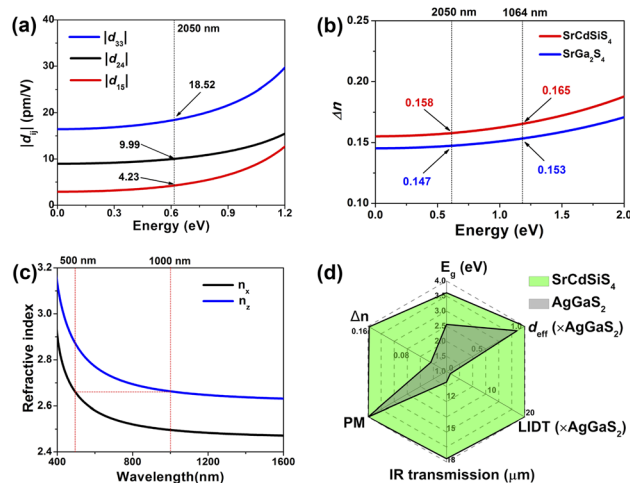 (a)
2050 nm
|d33|
|d24|
|d15|
18.52
9.99
4.23
40
30
20
10
0
|dij| (pm/V)
0.0 0.3 0.6 0.9 1.2
Energy (eV)
(b)
2050 nm 1064 nm
SrCdSiS4
SrGa2S4
0.158
0.165
0.147
0.153
0.25
0.20
0.15
0.10
Δn
0.0 0.5 1.0 1.5 2.0
Energy (eV)
(c)
500 nm 1000 nm
nx
nz
3.2
3.0
2.8
2.6
2.4
Refractive index
400 800 1200 1600
Wavelength(nm)
(d)
SrCdSiS4
AgGaS2
Eg (eV)
4.0
3.5
3.0
2.5
2.0
1.5
1.0
Δn
0.16
0.08
deff (×AgGaS2)
1.0
0.5
10
20
LIDT (×AgGaS2)
PM
12
15
18
IR transmission (μm)